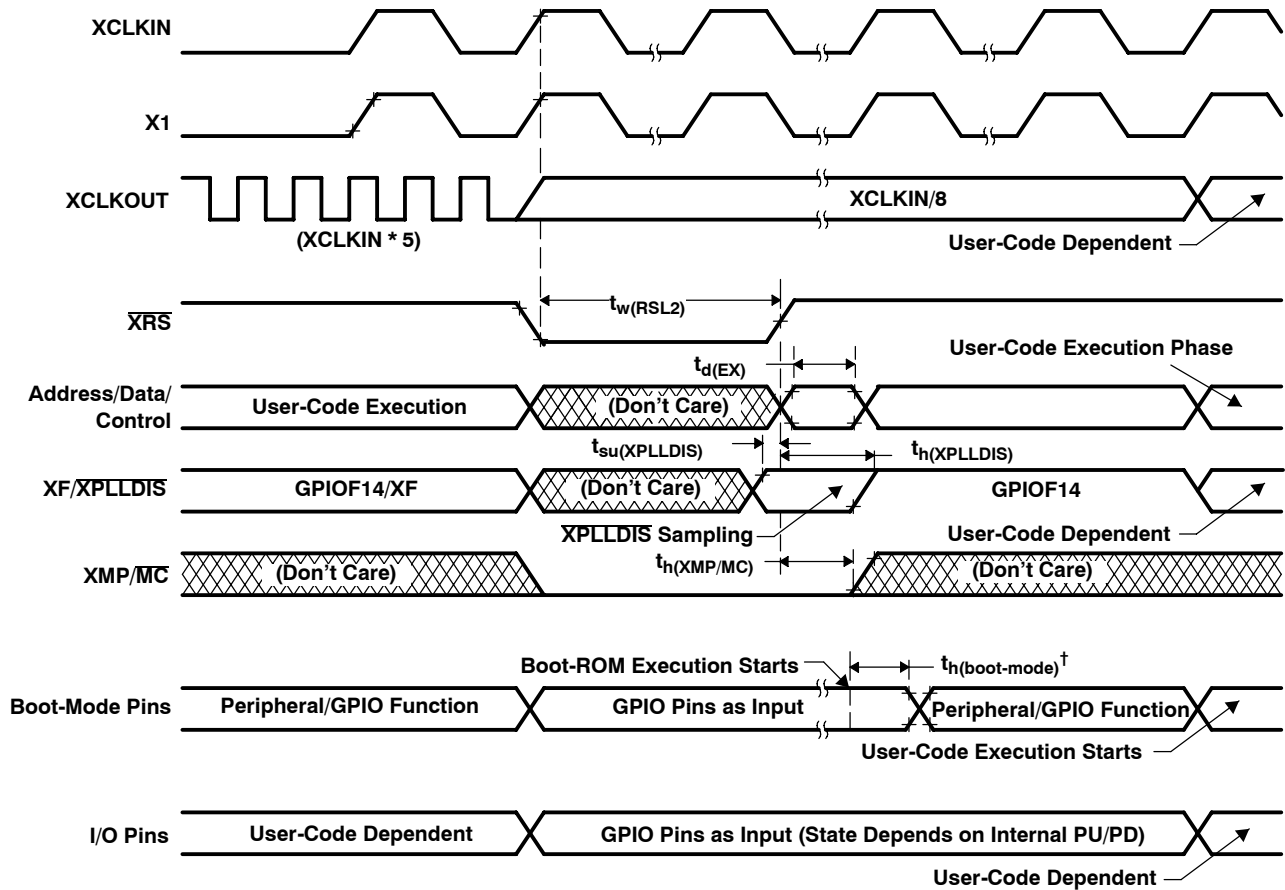 XCLKIN
X1
XCLKOUT
(XCLKIN * 5)
XCLKIN/8
User-Code Dependent
XRS
tw(RSL2)
User-Code Execution Phase
td(EX)
Address/Data/
Control
User-Code Execution
(Don't Care)
tsu(XPLLDIS)
th(XPLLDIS)
XF/XPLLDIS
GPIOF14/XF
(Don't Care)
GPIOF14
XPLLDIS Sampling
User-Code Dependent
XMP/MC
(Don't Care)
th(XMP/MC)
(Don't Care)
Boot-ROM Execution Starts
th(boot-mode)†
Boot-Mode Pins
Peripheral/GPIO Function
GPIO Pins as Input
Peripheral/GPIO Function
User-Code Execution Starts
I/O Pins
User-Code Dependent
GPIO Pins as Input (State Depends on Internal PU/PD)
User-Code Dependent